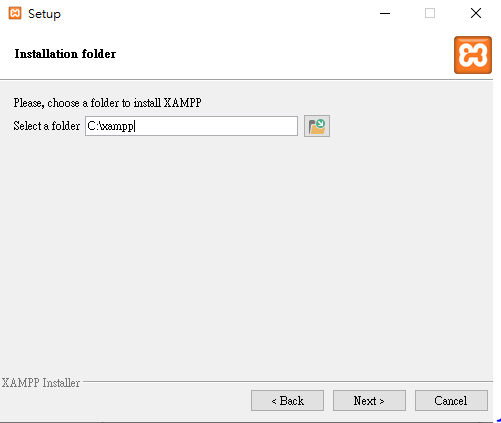 Setup
Installation folder
Please, choose a folder to install XAMPP
Select a folder C:\xampp
XAMPP Installer
< Back Next > Cancel